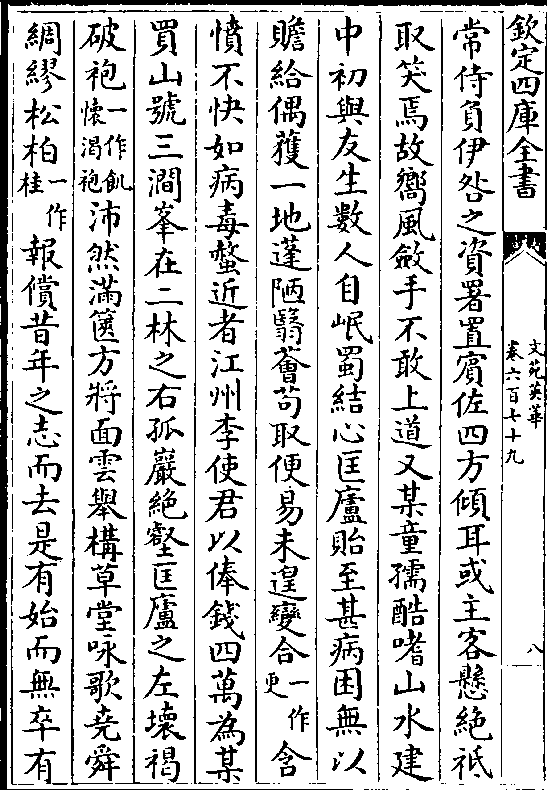 欽定四庫全書
文苑英華
卷六百七十九
八
常侍負伊咎之資署置賓佐四方傾耳或主客懸絶祗
取笑焉故嚮風斂手不敢上道又某童孺酷嗜山水建
中初與友生數人自岷蜀結心匡廬貽至甚病困無以
贍給偶獲一地蓬陋翳薈苟取便易未遑變合一作更含
憤不快如病毒螫近者江州李使君以俸錢四萬為某
買山號三澗峯在二林之右孤巖絶壑匡廬之左壊褐
破袍一作飢懷渴袍沛然滿篋方將面雲舉構草堂咏歌堯舜
綢繆松柏一作桂報償昔年之志而去是有始而無卒有